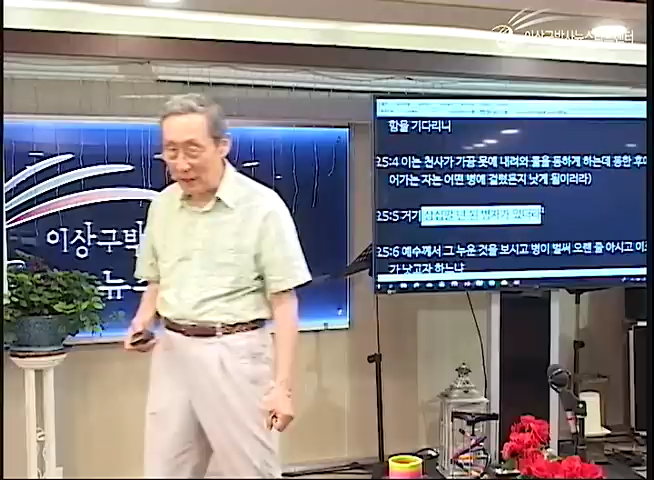 이상구박사뉴스타트센터
함을 기다리니
25:4 이는 천사가 가끔 못에 내려와 물을 동하게 하는데 동한 후에
어가는 자는 어떤 병에 걸렸든지 낫게 됨이러라)
25:5 거기 삼십팔 년 된 병자가 있더라
25:6 예수께서 그 누운 것을 보시고 병이 벌써 오랜 줄 아시고
가 낫고자 하느냐
이상구박
뉴